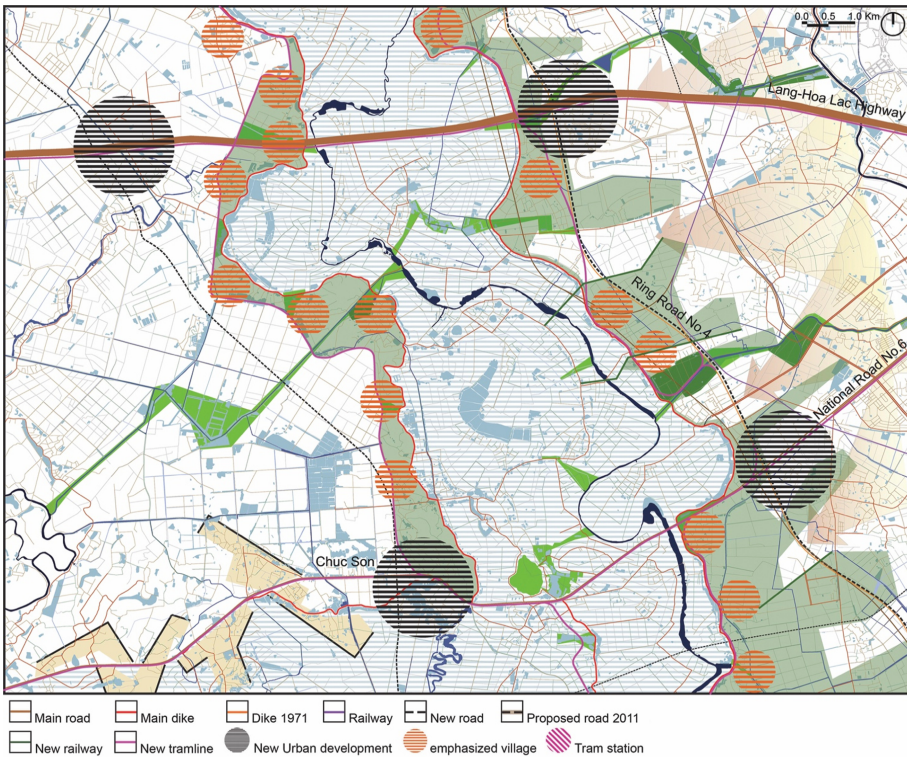 0.0 0.5 1.0 Km
Lang-Hoa Lac Highway
Ring Road No.4
National Road No.6
Chuc Son
Main road
Main dike
Dike 1971
Railway
New road
Proposed road 2011
New railway
New tramline
New Urban development
emphasized village
Tram station